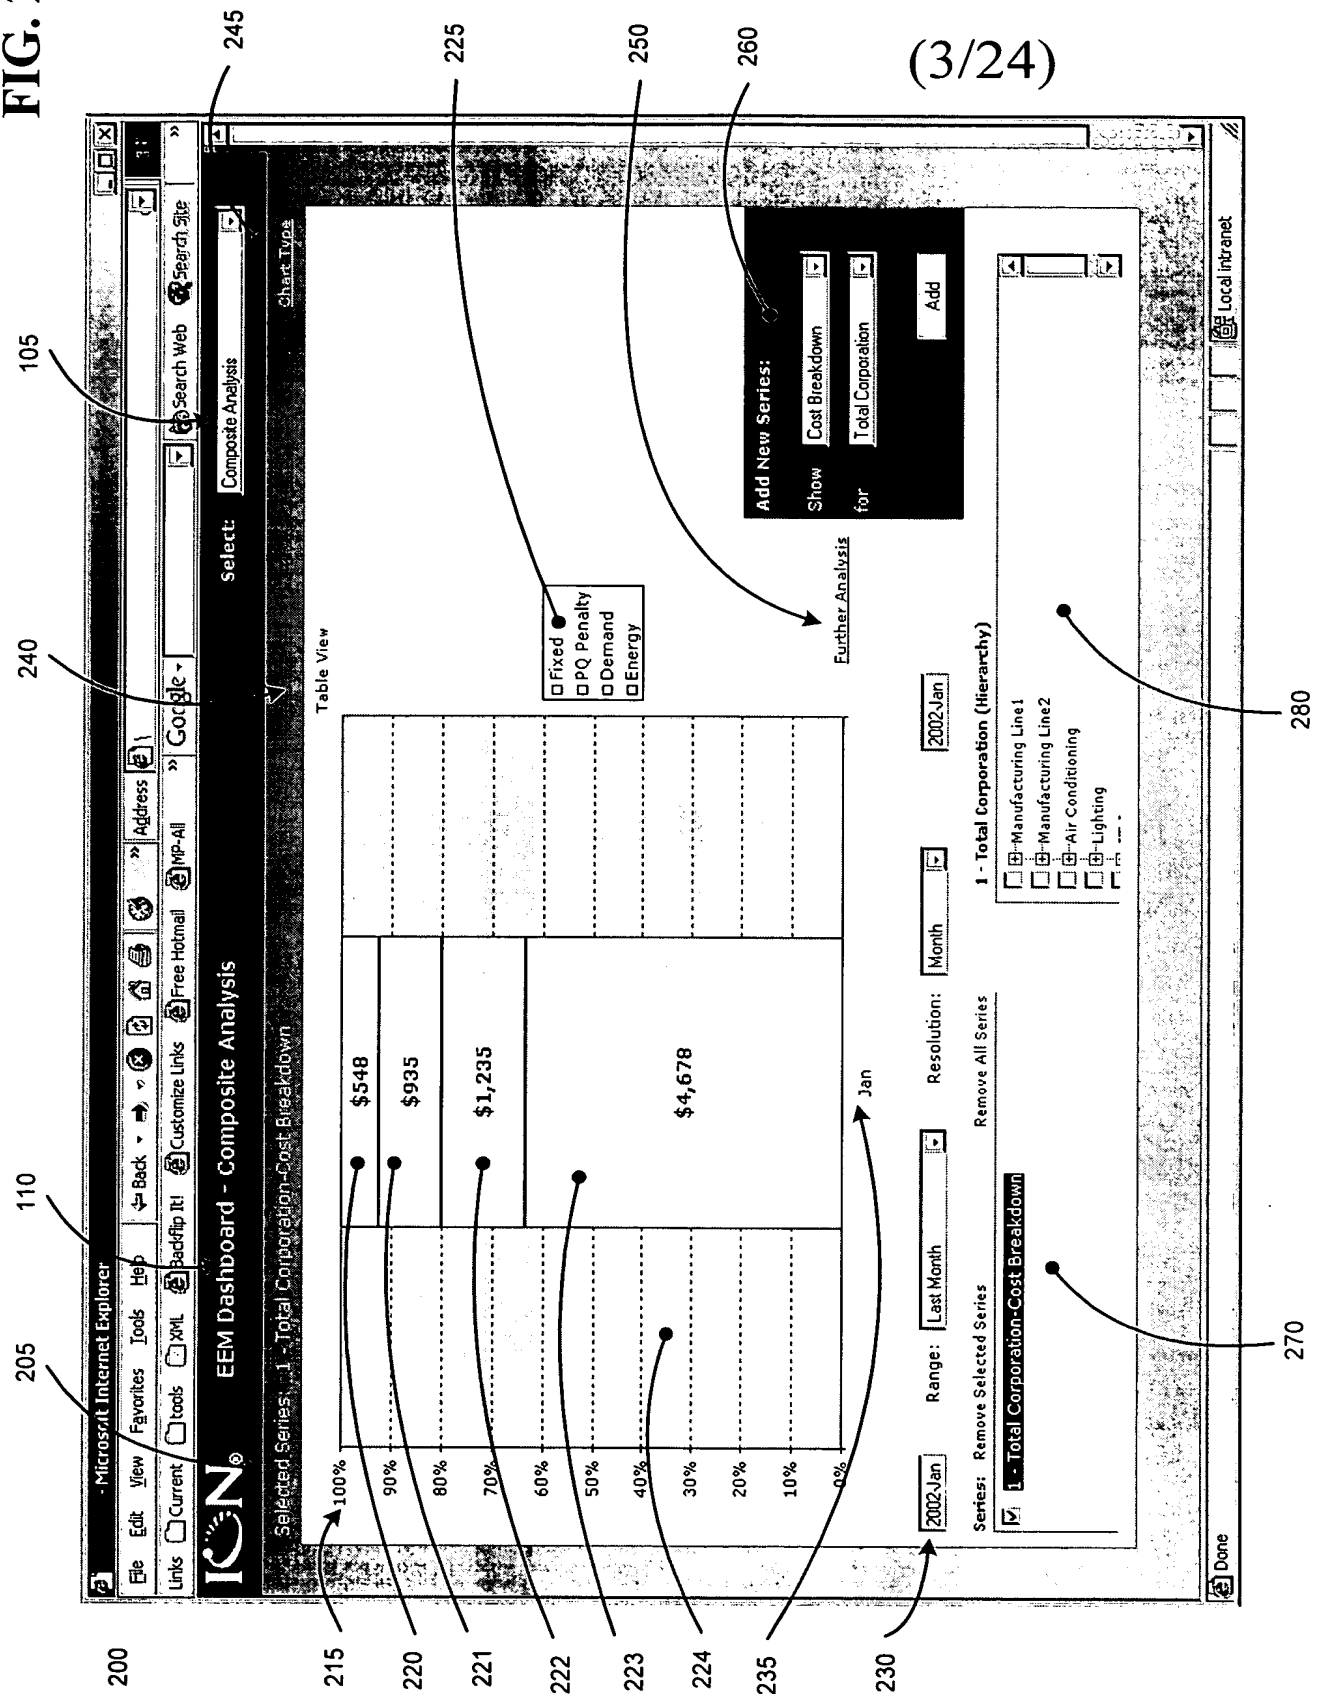 FIG.
(3/24)
200
205
110
240
105
245
225
250
260
- Microsoft Internet Explorer
File Edit View Favorites Tools Help
Back
Address
Links Current tools XML Backflip It! Customize Links Free Hotmail MP-All
Google
Search Web Search Site
ION®
EEM Dashboard - Composite Analysis
select: Composite Analysis
Selected Series: 1 - Total Corporation-Cost Breakdown
Chart Type
Table View
100%
90%
80%
70%
60%
50%
40%
30%
20%
10%
0%
$548
$935
$1,235
$4,678
Jan
Fixed
PQ Penalty
Demand
Energy
Further Analysis
Add New Series:
Show Cost Breakdown
for Total Corporation
Add
2002-Jan
Range: Last Month
Resolution: Month
2002-Jan
Series: Remove Selected Series Remove All Series
1 - Total Corporation-Cost Breakdown
1 - Total Corporation (Hierarchy)
Manufacturing Line1
Manufacturing Line2
Air Conditioning
Lighting
Done
Local intranet
215
220
221
222
223
224
235
230
270
280